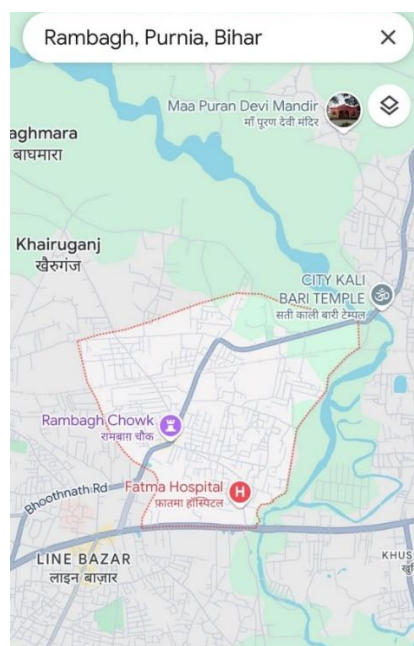 Rambagh, Purnia, Bihar
Maa Puran Devi Mandir
माँ पूरण देवी मंदिर
aghmara
बाघमारा
Khairuganj
खैरुगंज
CITY KALI
BARI TEMPLE
सती काली बारी टेम्पल
Rambagh Chowk
रामबाग़ चौक
Fatma Hospital
फ़ातमा हॉस्पिटल
H
Bhoothnath Rd
LINE BAZAR
लाइन बाज़ार
KHUS